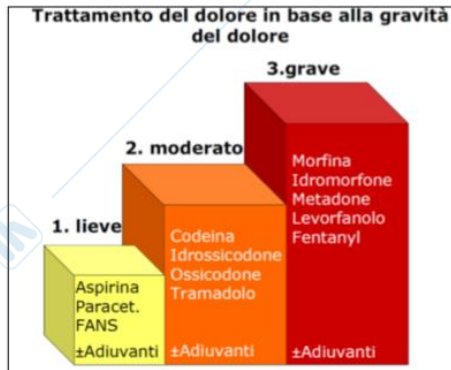 Trattamento del dolore in base alla gravità
del dolore
3.grave
2. moderato
1. lieve
Morfina
Idromorfone
Metadone
Levorfanolo
Fentanyl
±Adiuvanti
Codeina
Idrossicodone
Ossicodone
Tramadolo
±Adiuvanti
Aspirina
Paracet.
FANS
±Adiuvanti